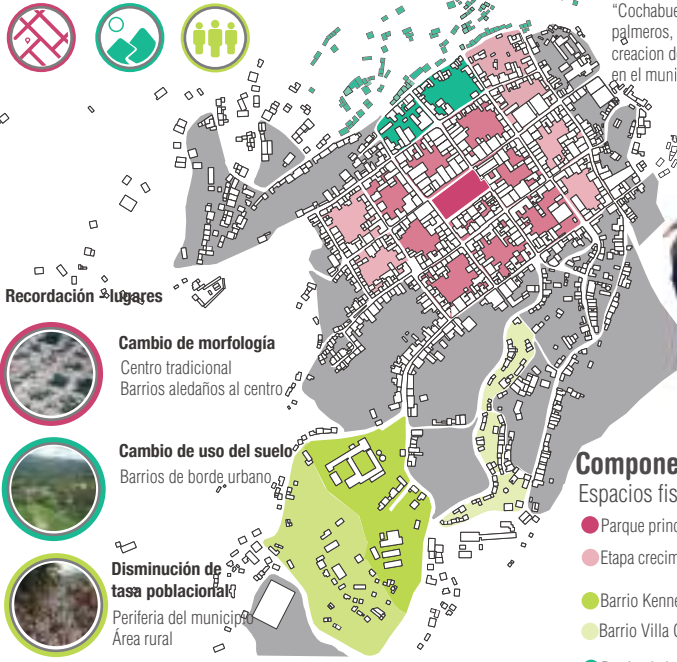 “Cochabue
palmeros,
creacion d
en el muni
Recordación - lugares
Cambio de morfología
Centro tradicional
Barrios aledaños al centro
Cambio de uso del suelo
Barrios de borde urbano
Disminución de
tasa poblacional
Periferia del municipio
Área rural
Compone
Espacios fis
Parque princ
Etapa crecim
Barrio Kenne
Barrio Villa